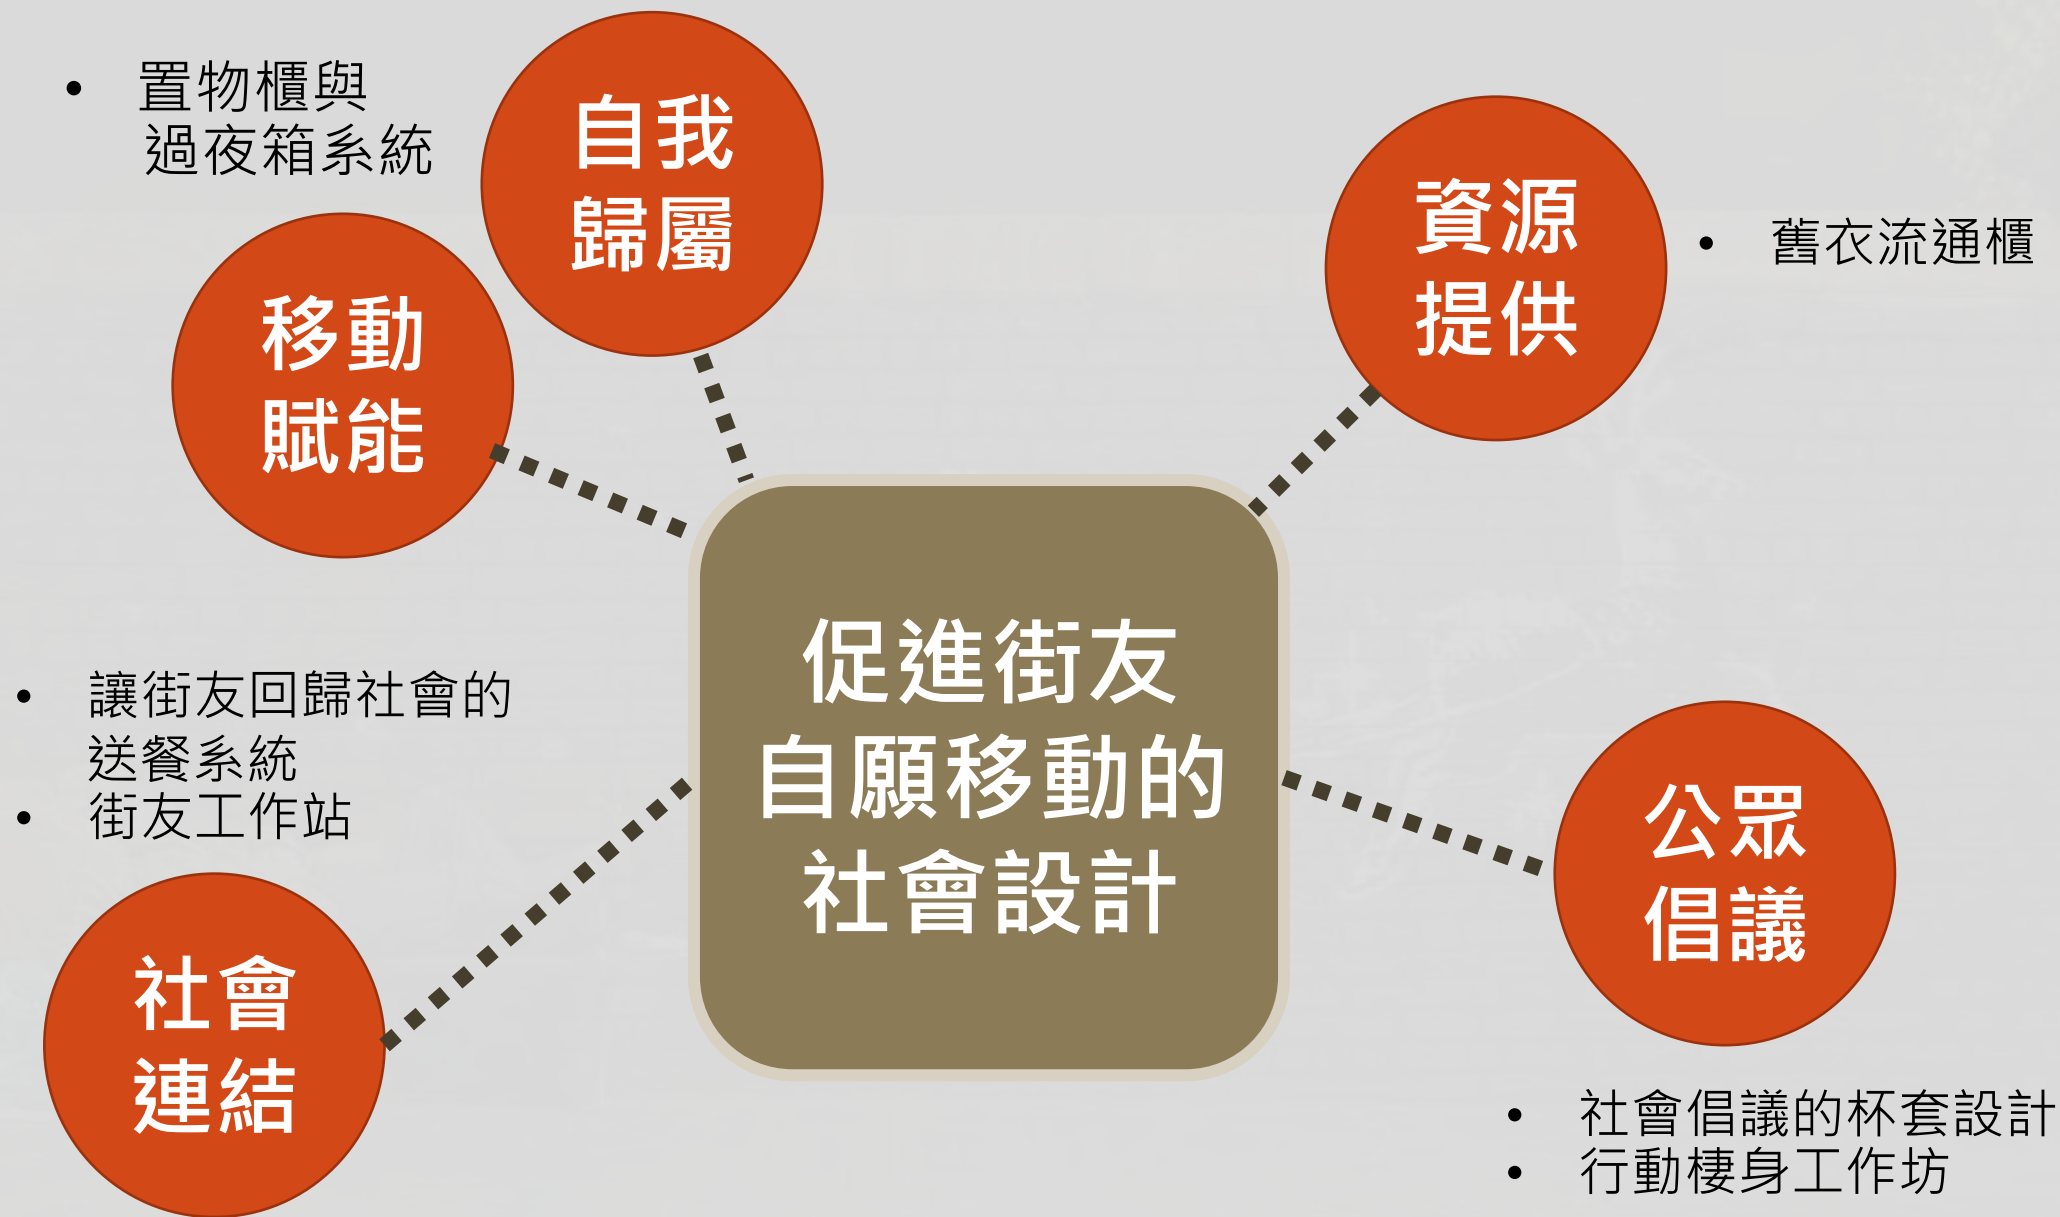 • 置物櫃與
過夜箱系統
自我
歸屬
移動
賦能
資源
提供
• 舊衣流通櫃
促進街友
自願移動的
社會設計
• 讓街友回歸社會的
送餐系統
• 街友工作站
社會
連結
公眾
倡議
• 社會倡議的杯套設計
• 行動棲身工作坊